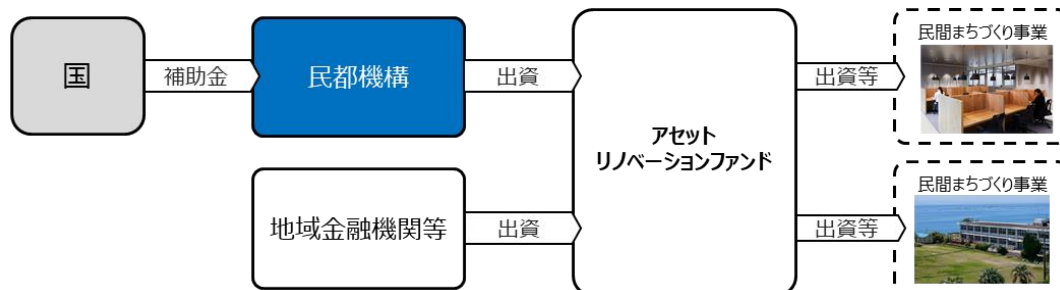 国
補助金
民都機構
出資
アセット
リノベーションファンド
出資等
民間まちづくり事業
地域金融機関等
出資
出資等
民間まちづくり事業